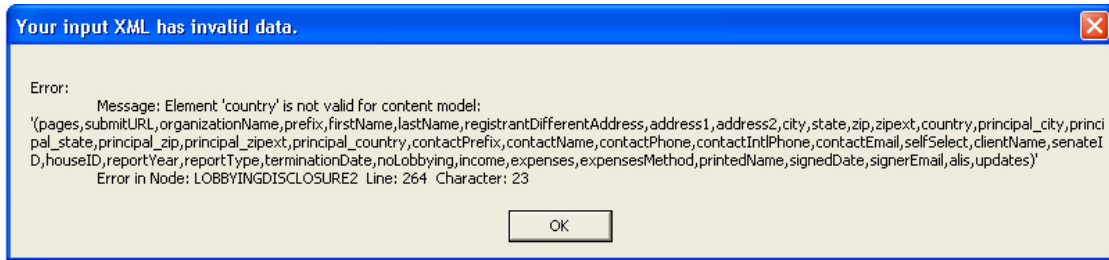 Your input XML has invalid data.
Error:
Message: Element 'country' is not valid for content model:
'(pages,submitURL,organizationName,prefix,firstName,lastName,registrantDifferentAddress,address1,address2,city,state,zip,zipext,country,principal_city,princi
pal_state,principal_zip,principal_zipext,principal_country,contactPrefix,contactName,contactPhone,contactIntlPhone,contactEmail,selfSelect,clientName,senateI
D,houseID,reportYear,reportType,terminationDate,noLobbying,income,expenses,expensesMethod,printedName,signedDate,signerEmail,alis,updates)'
Error in Node: LOBBYINGDISCLOSURE2 Line: 264 Character: 23
OK